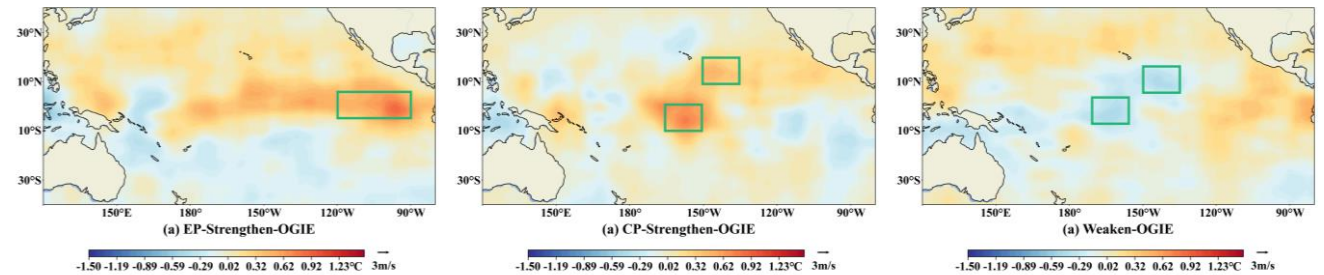 30°N
10°N
10°S
30°S
150°E 180° 150°W 120°W 90°W
(a) EP-Strengthen-OGIE
-1.50 -1.19 -0.89 -0.59 -0.29 0.02 0.32 0.62 0.92 1.23°C 3m/s
30°N
10°N
10°S
30°S
150°E 180° 150°W 120°W 90°W
(a) CP-Strengthen-OGIE
-1.50 -1.19 -0.89 -0.59 -0.29 0.02 0.32 0.62 0.92 1.23°C 3m/s
30°N
10°N
10°S
30°S
150°E 180° 150°W 120°W 90°W
(a) Weaken-OGIE
-1.50 -1.19 -0.89 -0.59 -0.29 0.02 0.32 0.62 0.92 1.23°C 3m/s